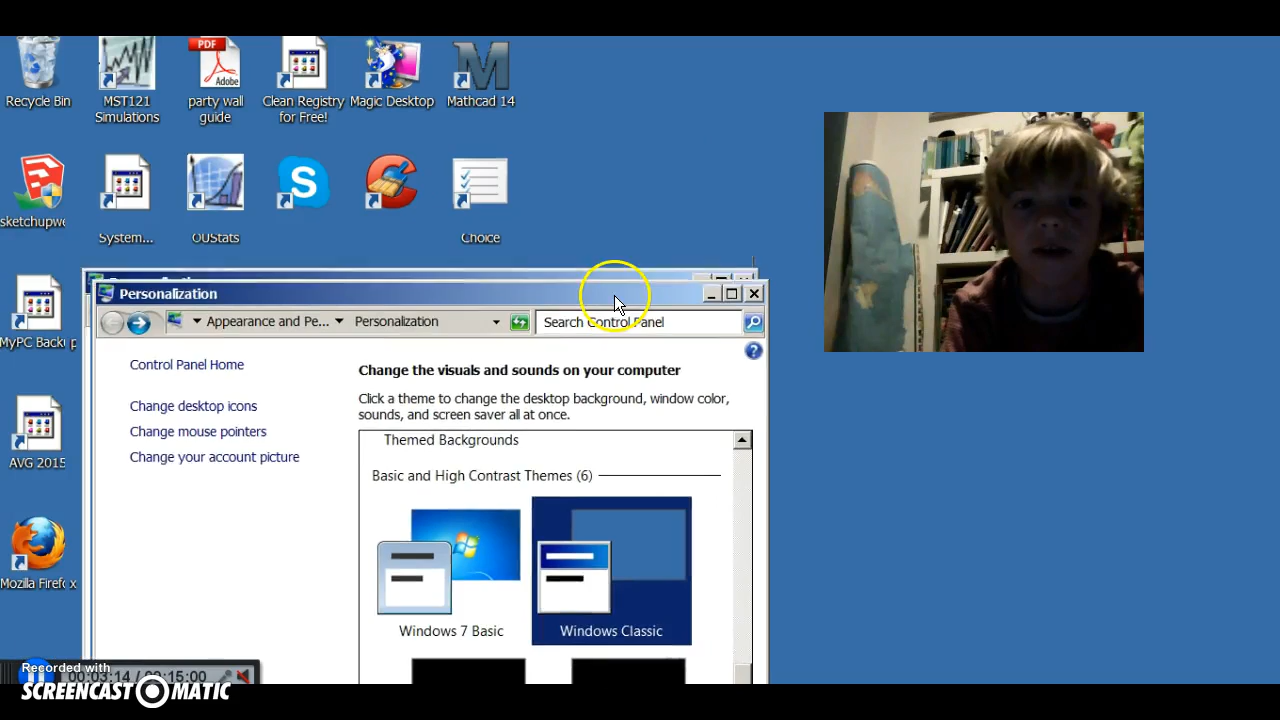 Recycle Bin
MST121
Simulations
PDF
Adobe
party wall
guide
Clean Registry
for Free!
Magic Desktop
M
Mathcad 14
sketchupwe
System...
OUStats
S
Choice
MyPC Backup
AVG 2015
Mozilla Firefox
Personalization
Appearance and Pe...
Personalization
Search Control Panel
Control Panel Home
Change desktop icons
Change mouse pointers
Change your account picture
Change the visuals and sounds on your computer
Click a theme to change the desktop background, window color,
sounds, and screen saver all at once.
Themed Backgrounds
Basic and High Contrast Themes (6)
Windows 7 Basic
Windows Classic
Recorded with
SCREENCAST O MATIC